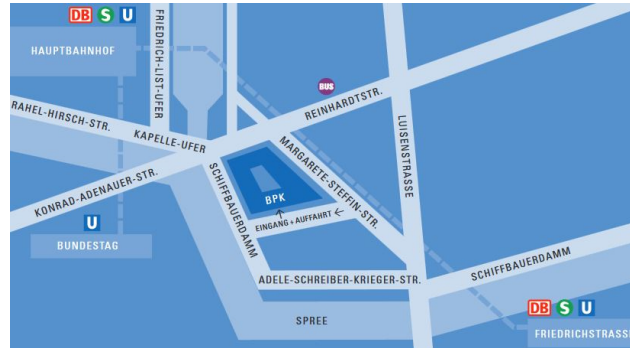 DB S U
HAUPTBAHNHOF
FRIEDRICH-LIST-UFER
RAHEL-HIRSCH-STR.
KAPELLE-UFER
BUS
REINHARDTSTR.
LUISENSTRASSE
MARGARETE-STEFFIN-STR.
KONRAD-ADENAUER-STR.
SCHIFFBAUERDAMM
BPK
EINGANG + AUFFAHRT
U
BUNDESTAG
ADELE-SCHREIBER-KRIEGER-STR.
SCHIFFBAUERDAMM
SPREE
DB S U
FRIEDRICHSTRASSE